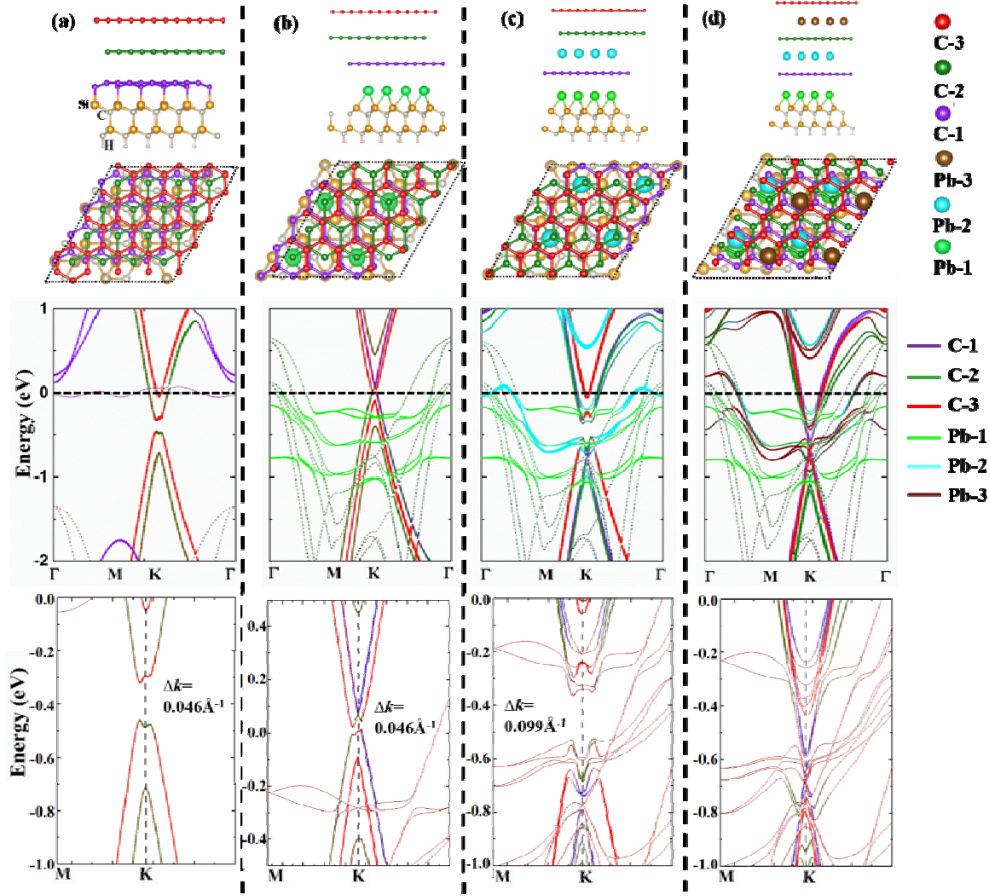 (a)
(b)
(c)
(d)
Si
C
H
C-3
C-2
C-1
Pb-3
Pb-2
Pb-1
Energy (eV)
1
0
-1
-2
Γ M K Γ
Γ M K Γ
Γ M K Γ
Γ M K Γ
C-1
C-2
C-3
Pb-1
Pb-2
Pb-3
Energy (eV)
0.0
-0.2
-0.4
-0.6
-0.8
-1.0
Δk=
0.046Å⁻¹
M K
0.4
0.2
0.0
-0.2
-0.4
Δk=
0.046Å⁻¹
M K
0.0
-0.2
-0.4
-0.6
-0.8
-1.0
Δk=
0.099Å⁻¹
M K
0.0
-0.2
-0.4
-0.6
-0.8
-1.0
M K